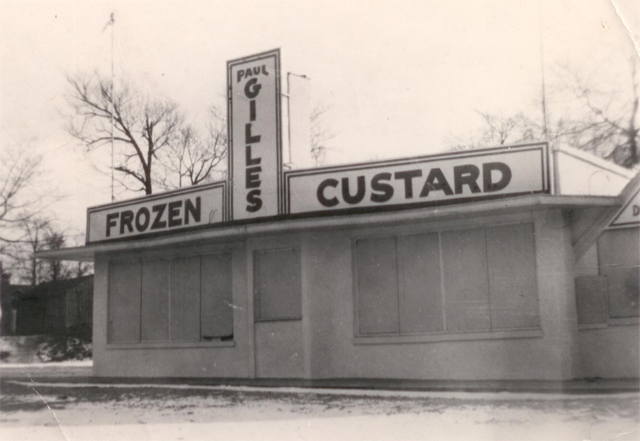 PAUL
GILLES
FROZEN
CUSTARD